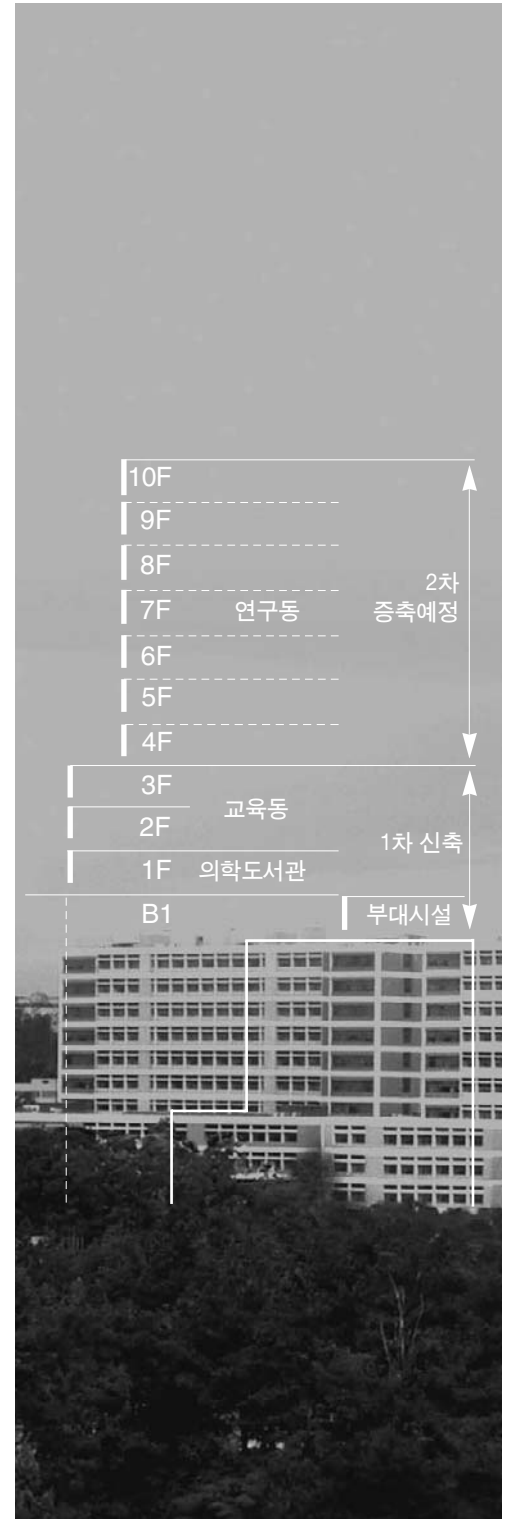 10F
9F
8F
2차
7F 연구동 증축예정
6F
5F
4F
3F
교육동
2F
1차 신축
1F 의학도서관
B1 부대시설